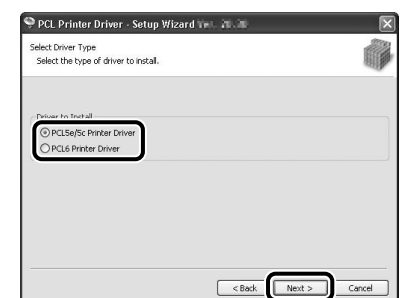 PCL Printer Driver - Setup Wizard
Select Driver Type
Select the type of driver to install.
Driver to Install
PCL5e/5c Printer Driver
PCL6 Printer Driver
< Back
Next >
Cancel